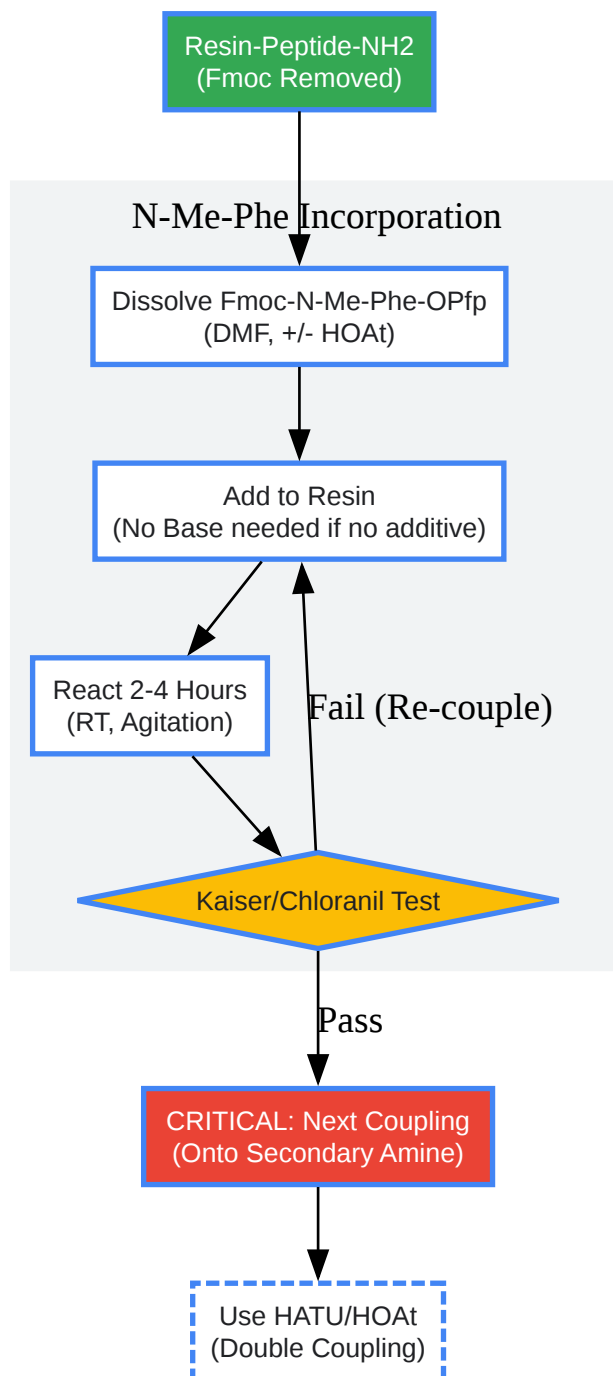 Resin-Peptide-NH2
(Fmoc Removed)
N-Me-Phe Incorporation
Dissolve Fmoc-N-Me-Phe-OPfp
(DMF, +/- HOAt)
Add to Resin
(No Base needed if no additive)
React 2-4 Hours
(RT, Agitation)
Fail (Re-couple)
Kaiser/Chloranil Test
Pass
CRITICAL: Next Coupling
(Onto Secondary Amine)
Use HATU/HOAt
(Double Coupling)